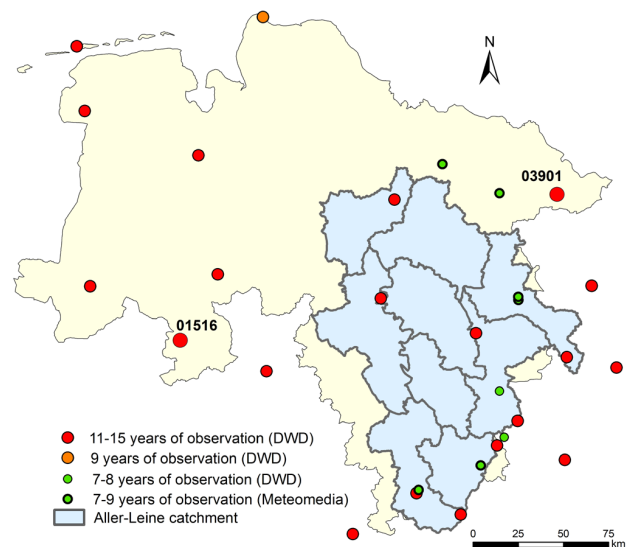 N
03901
01516
11-15 years of observation (DWD)
9 years of observation (DWD)
7-8 years of observation (DWD)
7-9 years of observation (Meteomedia)
Aller-Leine catchment
0 25 50 75
km